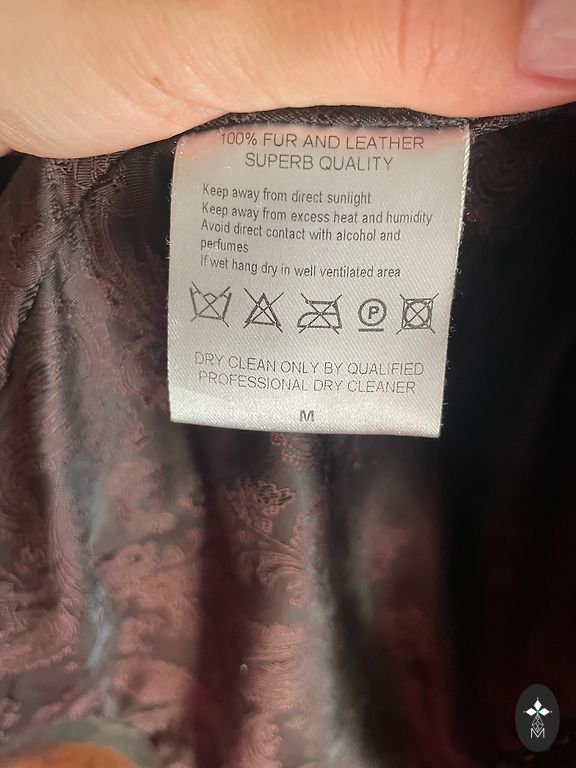 100% FUR AND LEATHER
SUPERB QUALITY
Keep away from direct sunlight
Keep away from excess heat and humidity
Avoid direct contact with alcohol and
perfumes
If wet hang dry in well ventilated area
P
DRY CLEAN ONLY BY QUALIFIED
PROFESSIONAL DRY CLEANER
M
M